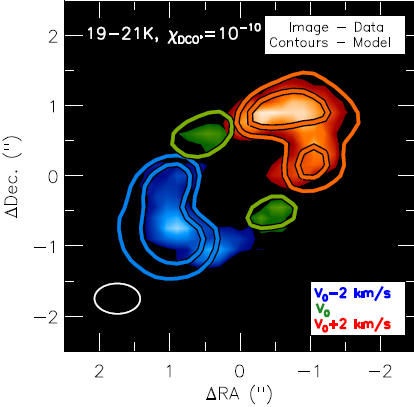 19−21K, χDCO⁺=10⁻¹⁰
Image − Data
Contours − Model
ΔDec. (")
2
1
0
−1
−2
V₀−2 km/s
V₀
V₀+2 km/s
2 1 0 −1 −2
ΔRA (")